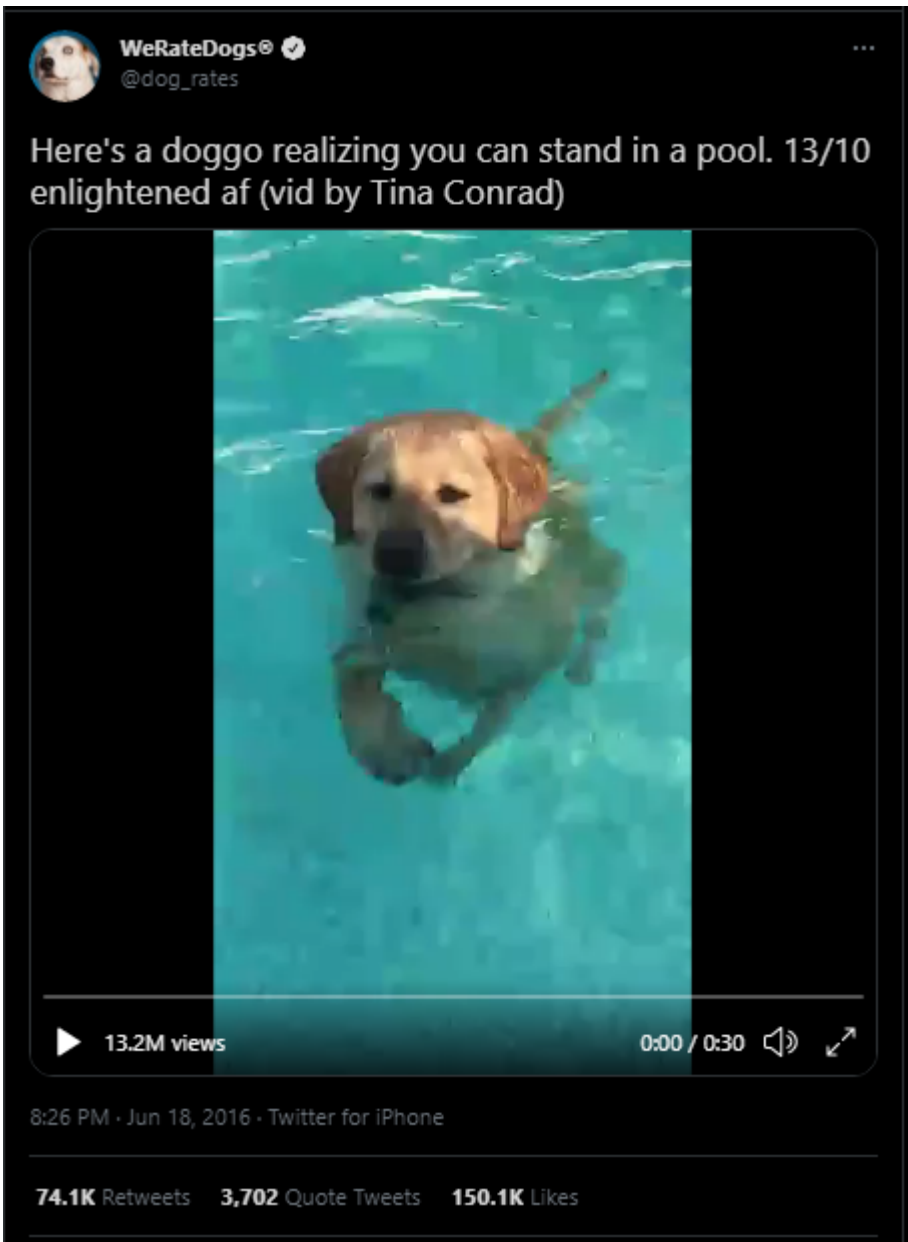 WeRateDogs®
@dog_rates
Here's a doggo realizing you can stand in a pool. 13/10
enlightened af (vid by Tina Conrad)
13.2M views
0:00 / 0:30
8:26 PM · Jun 18, 2016 · Twitter for iPhone
74.1K Retweets 3,702 Quote Tweets 150.1K Likes